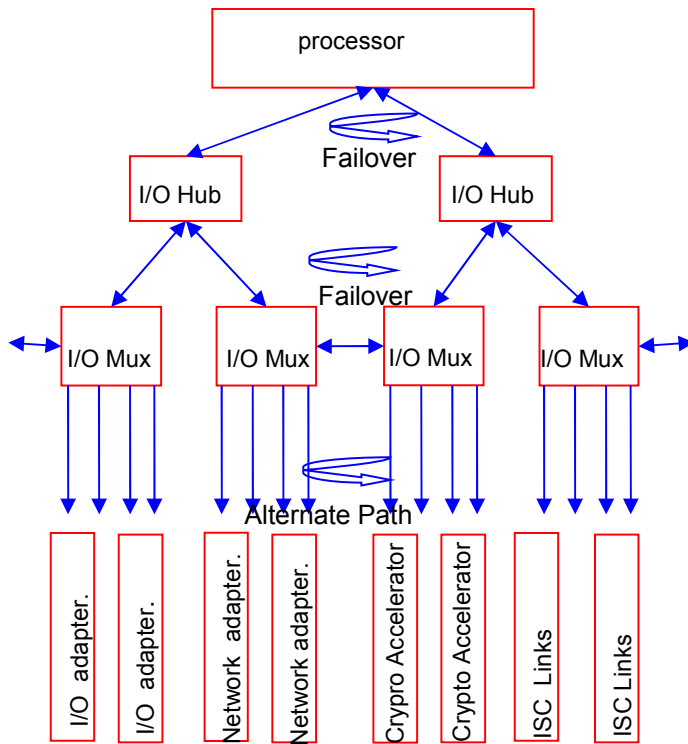 processor
Failover
I/O Hub
I/O Hub
Failover
I/O Mux
I/O Mux
I/O Mux
I/O Mux
Alternate Path
I/O adapter.
I/O adapter.
Network adapter.
Network adapter.
Crypro Accelerator
Crypto Accelerator
ISC Links
ISC Links